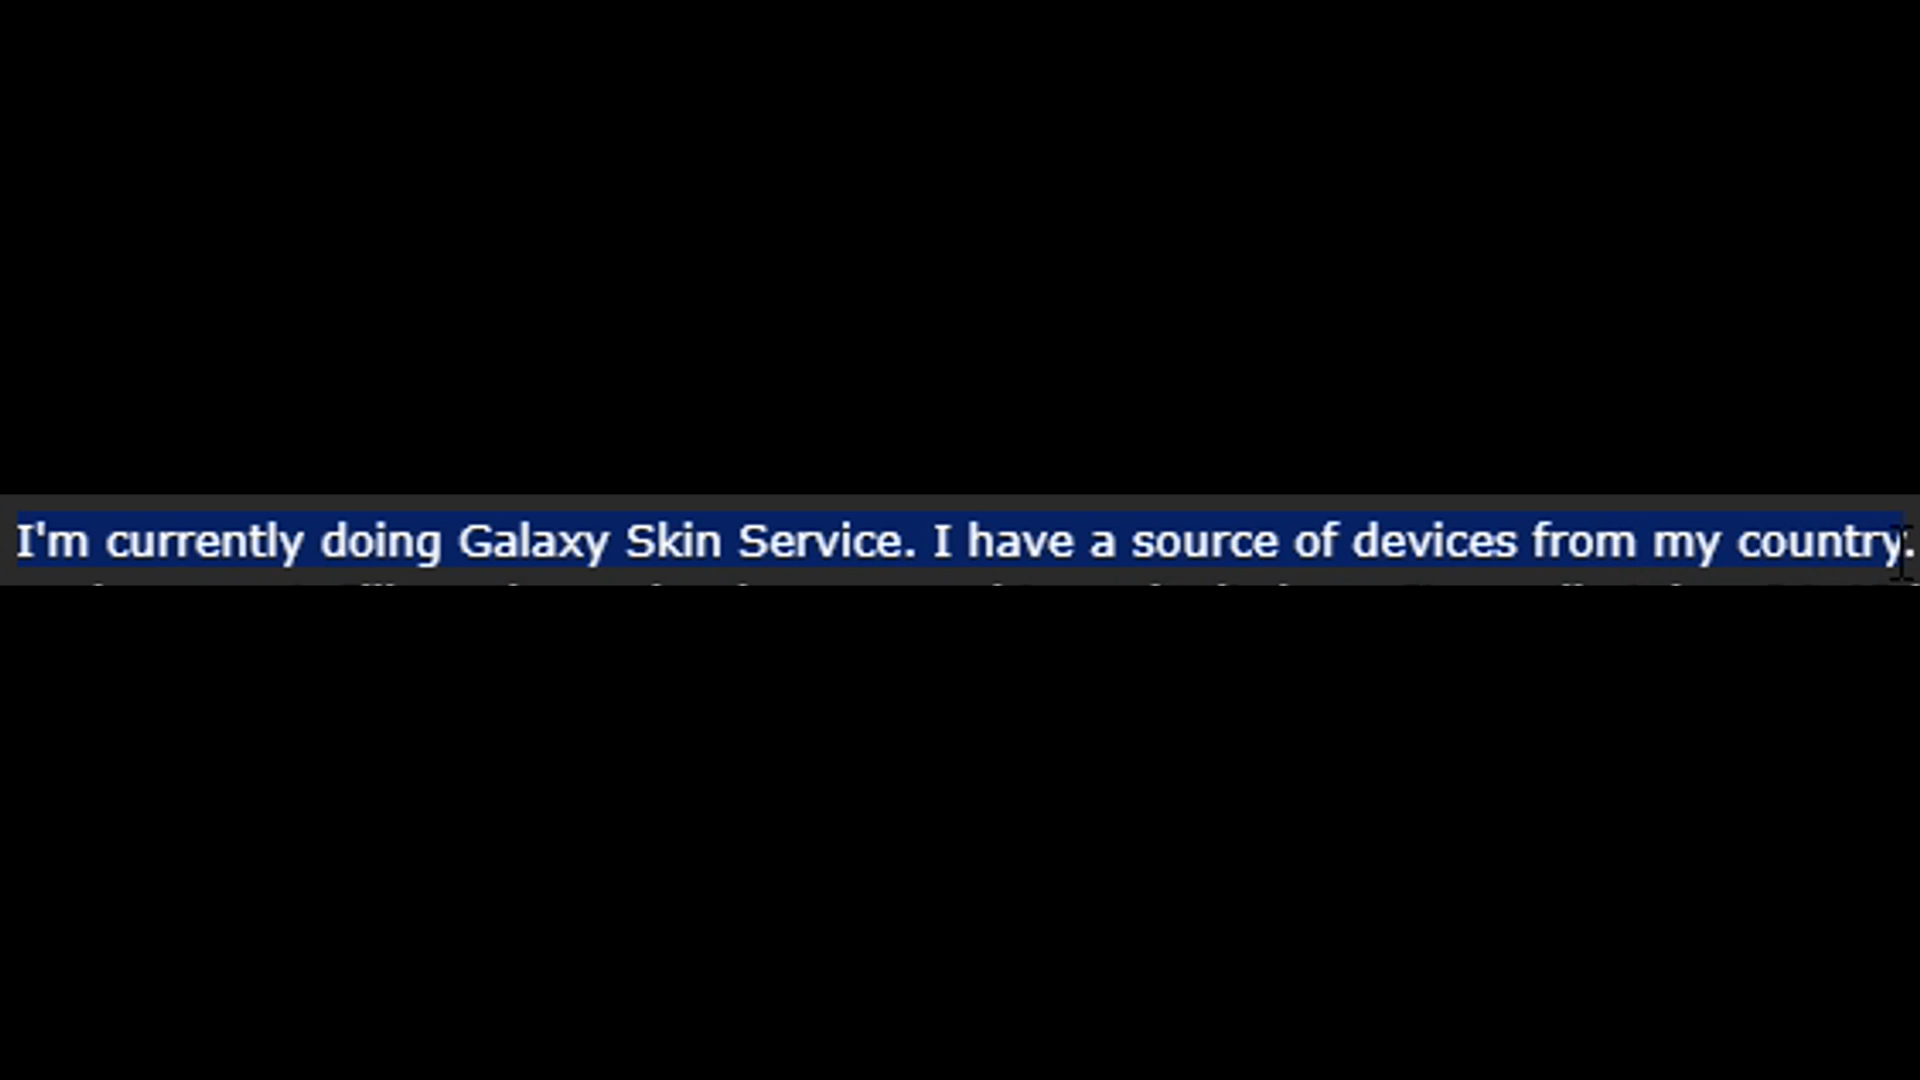 I'm currently doing Galaxy Skin Service. I have a source of devices from my country.